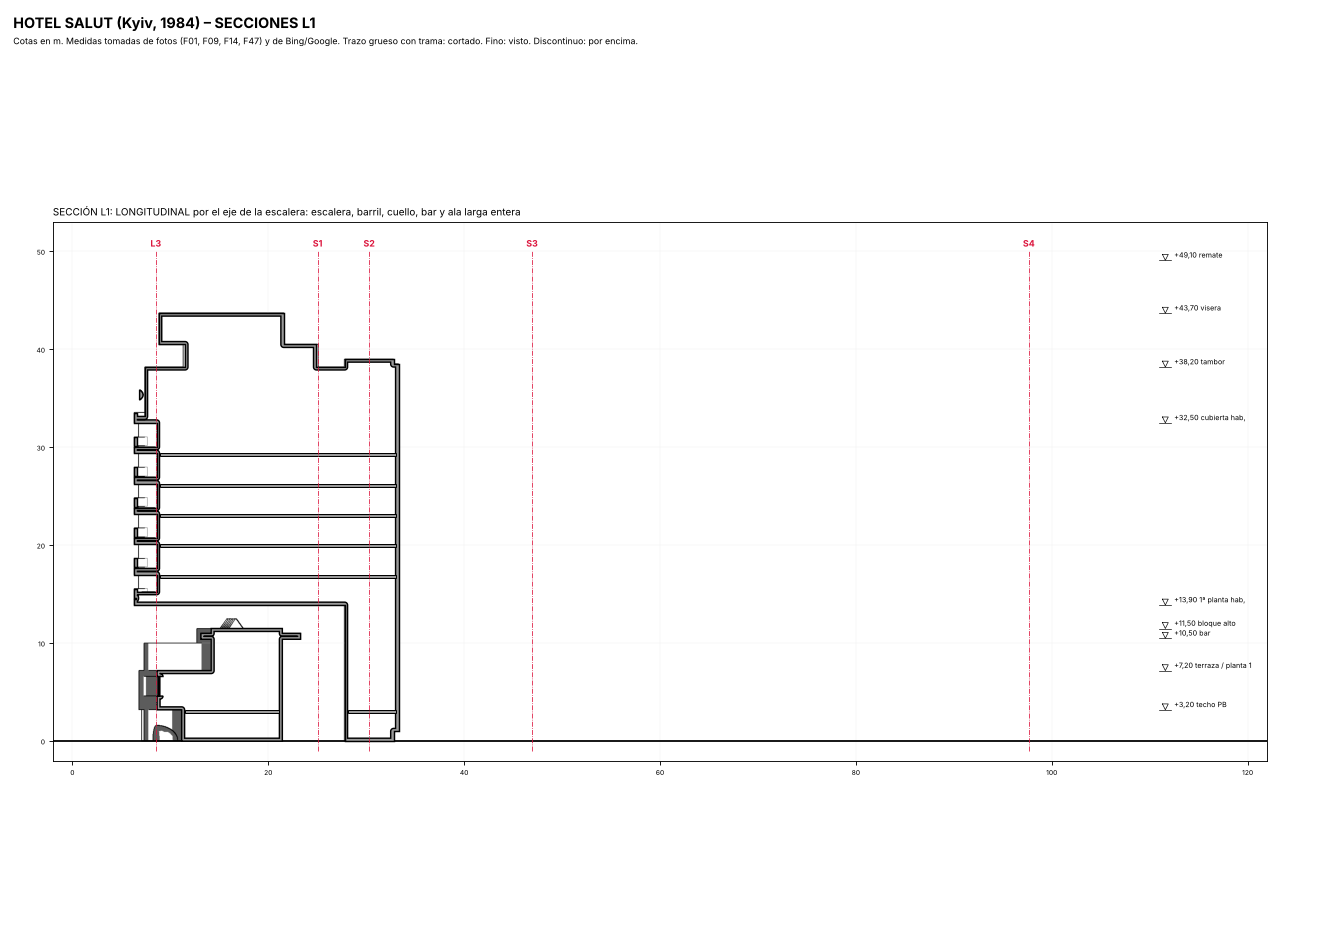 HOTEL SALUT (Kyiv, 1984) – SECCIONES L1
Cotas en m. Medidas tomadas de fotos (F01, F09, F14, F47) y de Bing/Google. Trazo grueso con trama: cortado. Fino: visto. Discontinuo: por encima.
SECCIÓN L1: LONGITUDINAL por el eje de la escalera: escalera, barril, cuello, bar y ala larga entera
L3 S1 S2 S3 S4
50
+49,10 remate
+43,70 visera
40
+38,20 tambor
+32,50 cubierta hab,
30
20
+13,90 1ª planta hab,
+11,50 bloque alto
+10,50 bar
10
+7,20 terraza / planta 1
+3,20 techo PB
0
0 20 40 60 80 100 120